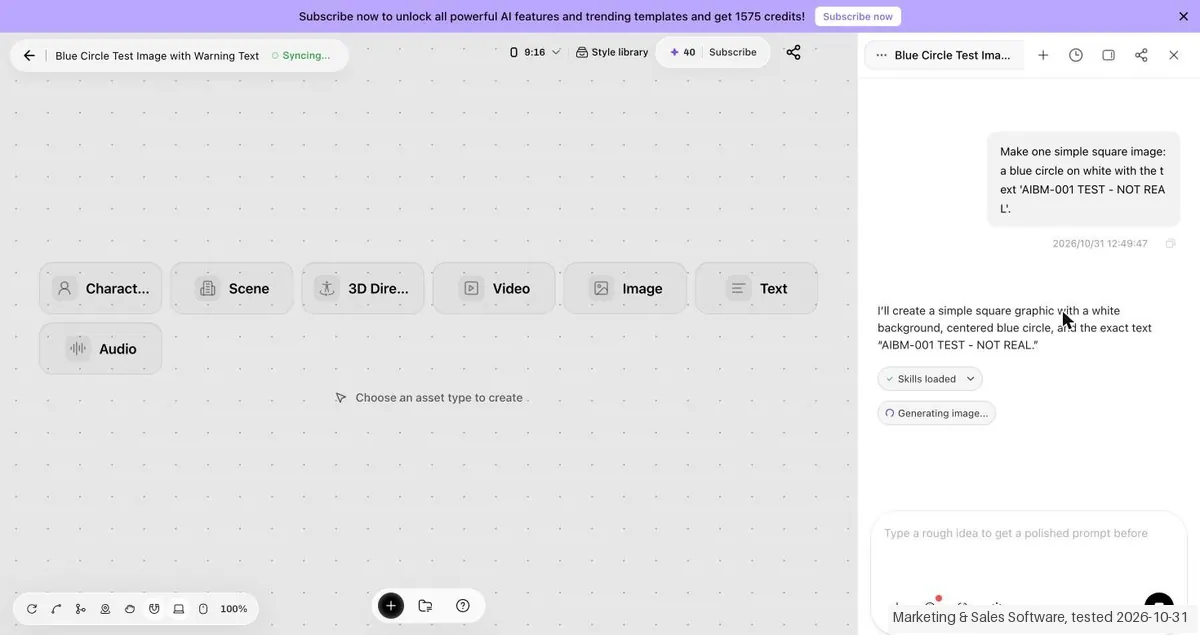 Subscribe now to unlock all powerful AI features and trending templates and get 1575 credits!
Subscribe now
Blue Circle Test Image with Warning Text
Syncing...
9:16
Style library
40
Subscribe
Blue Circle Test Ima...
Make one simple square image:
a blue circle on white with the t
ext 'AIBM-001 TEST - NOT REA
L'.
2026/10/31 12:49:47
Charact...
Scene
3D Dire...
Video
Image
Text
Audio
Choose an asset type to create
I'll create a simple square graphic with a white
background, centered blue circle, and the exact text
“AIBM-001 TEST - NOT REAL.”
Skills loaded
Generating image...
Type a rough idea to get a polished prompt before
100%
Marketing & Sales Software, tested 2026-10-31